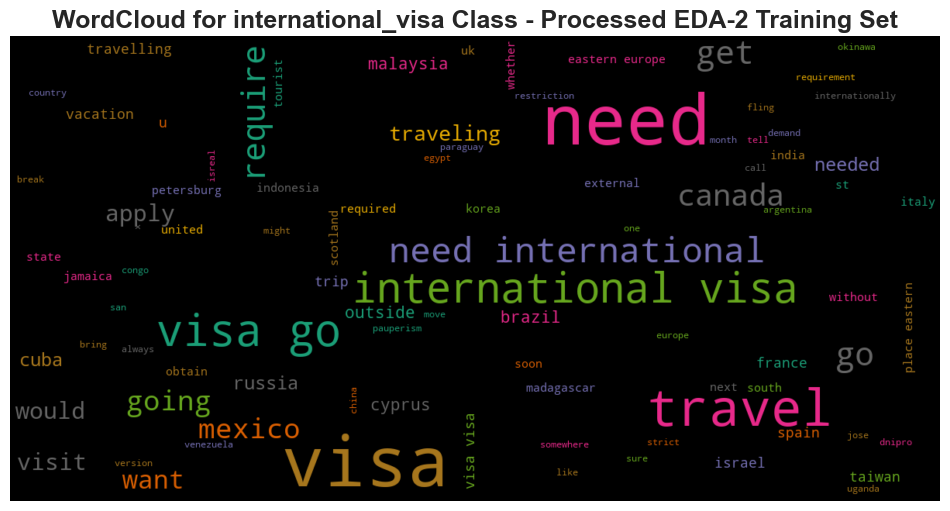 WordCloud for international_visa Class - Processed EDA-2 Training Set
travelling
require
tourist
malaysia
uk
whether
eastern europe
get
okinawa
requirement
country
vacation
u
traveling
restriction
need
fling
internationally
month
tell
demand
paraguay
egypt
isreal
break
petersburg
indonesia
external
india
call
needed
st
canada
argentina
italy
apply
x
united
might
scotland
required
korea
one
state
jamaica
congo
need international
trip
international visa
san
visa go
outside
pauperism
move
brazil
without
europe
place eastern
bring
always
cuba
obtain
russia
soon
france
go
would
going
china
cyprus
madagascar
next
south
travel
mexico
venezuela
visa
visa visa
somewhere
strict
spain
jose
dnipro
visit
version
want
like
sure
israel
taiwan
uganda